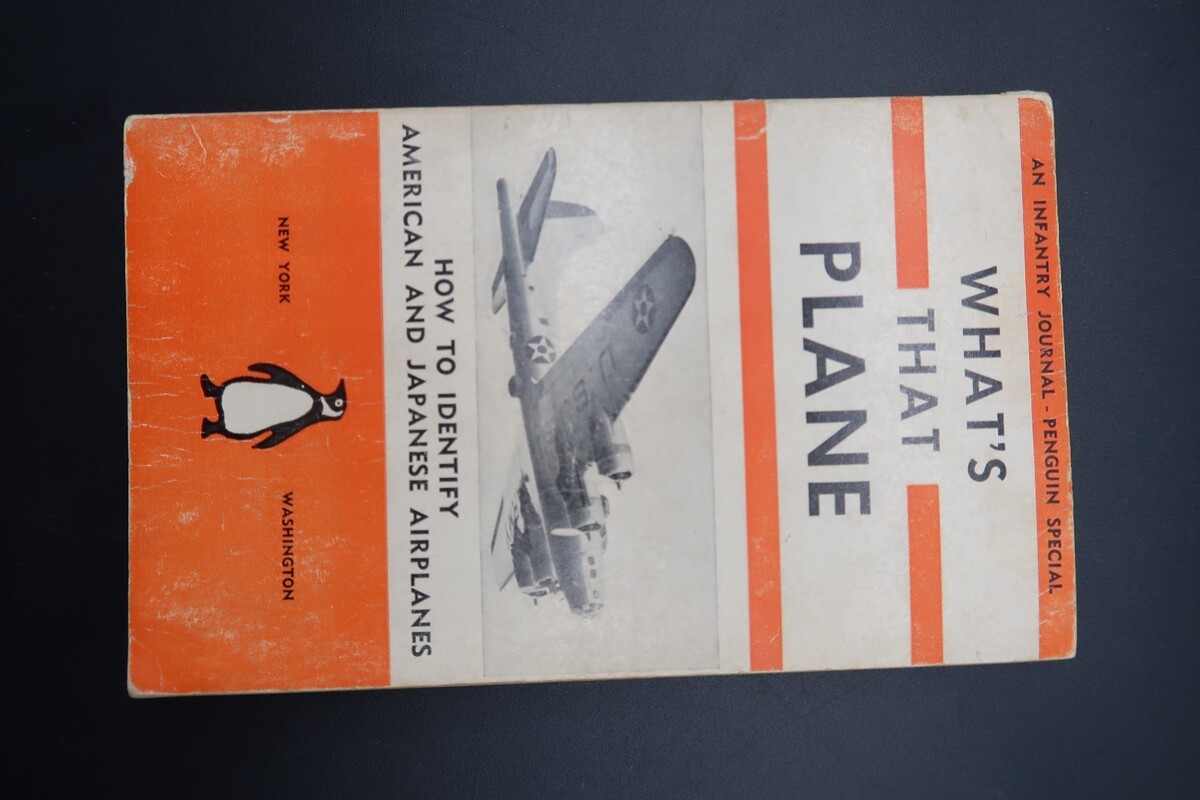 AN INFANTRY JOURNAL - PENGUIN SPECIAL
WHAT'S
THAT
PLANE
HOW TO IDENTIFY
AMERICAN AND JAPANESE AIRPLANES
NEW YORK
WASHINGTON